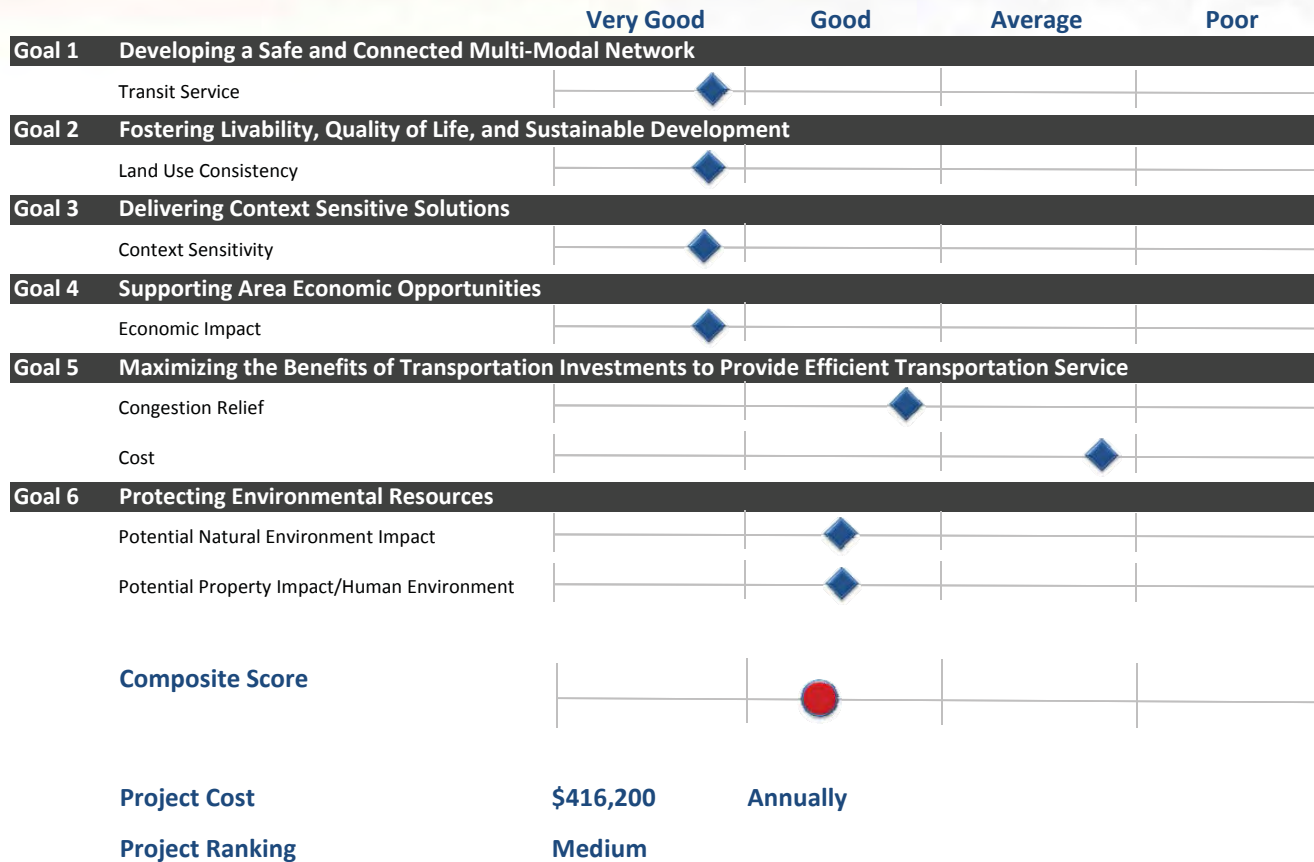 Very Good Good Average Poor
Goal 1 Developing a Safe and Connected Multi-Modal Network
Transit Service
Goal 2 Fostering Livability, Quality of Life, and Sustainable Development
Land Use Consistency
Goal 3 Delivering Context Sensitive Solutions
Context Sensitivity
Goal 4 Supporting Area Economic Opportunities
Economic Impact
Goal 5 Maximizing the Benefits of Transportation Investments to Provide Efficient Transportation Service
Congestion Relief
Cost
Goal 6 Protecting Environmental Resources
Potential Natural Environment Impact
Potential Property Impact/Human Environment
Composite Score
Project Cost $416,200 Annually
Project Ranking Medium